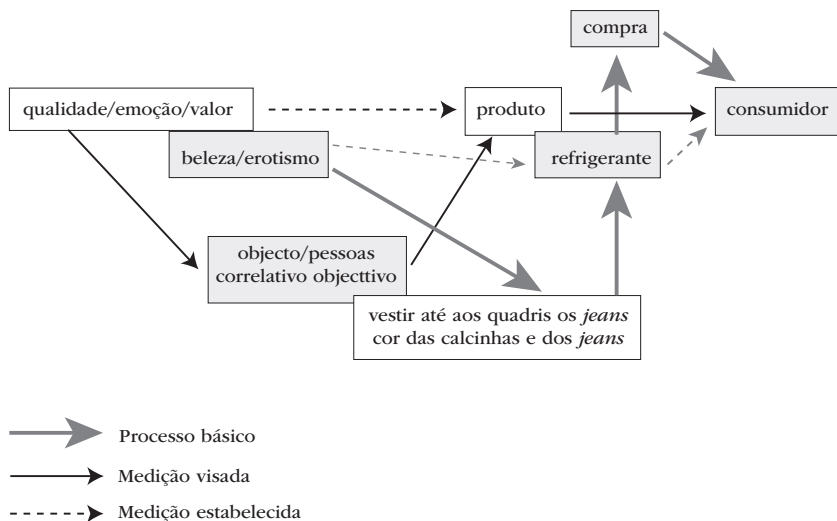 compra
qualidade/emoção/valor
produto
consumidor
beleza/erotismo
refrigerante
objecto/pessoas
correlativo objecttivo
vestir até aos quadris os jeans
cor das calcinhas e dos jeans
Processo básico
Medição visada
Medição estabelecida